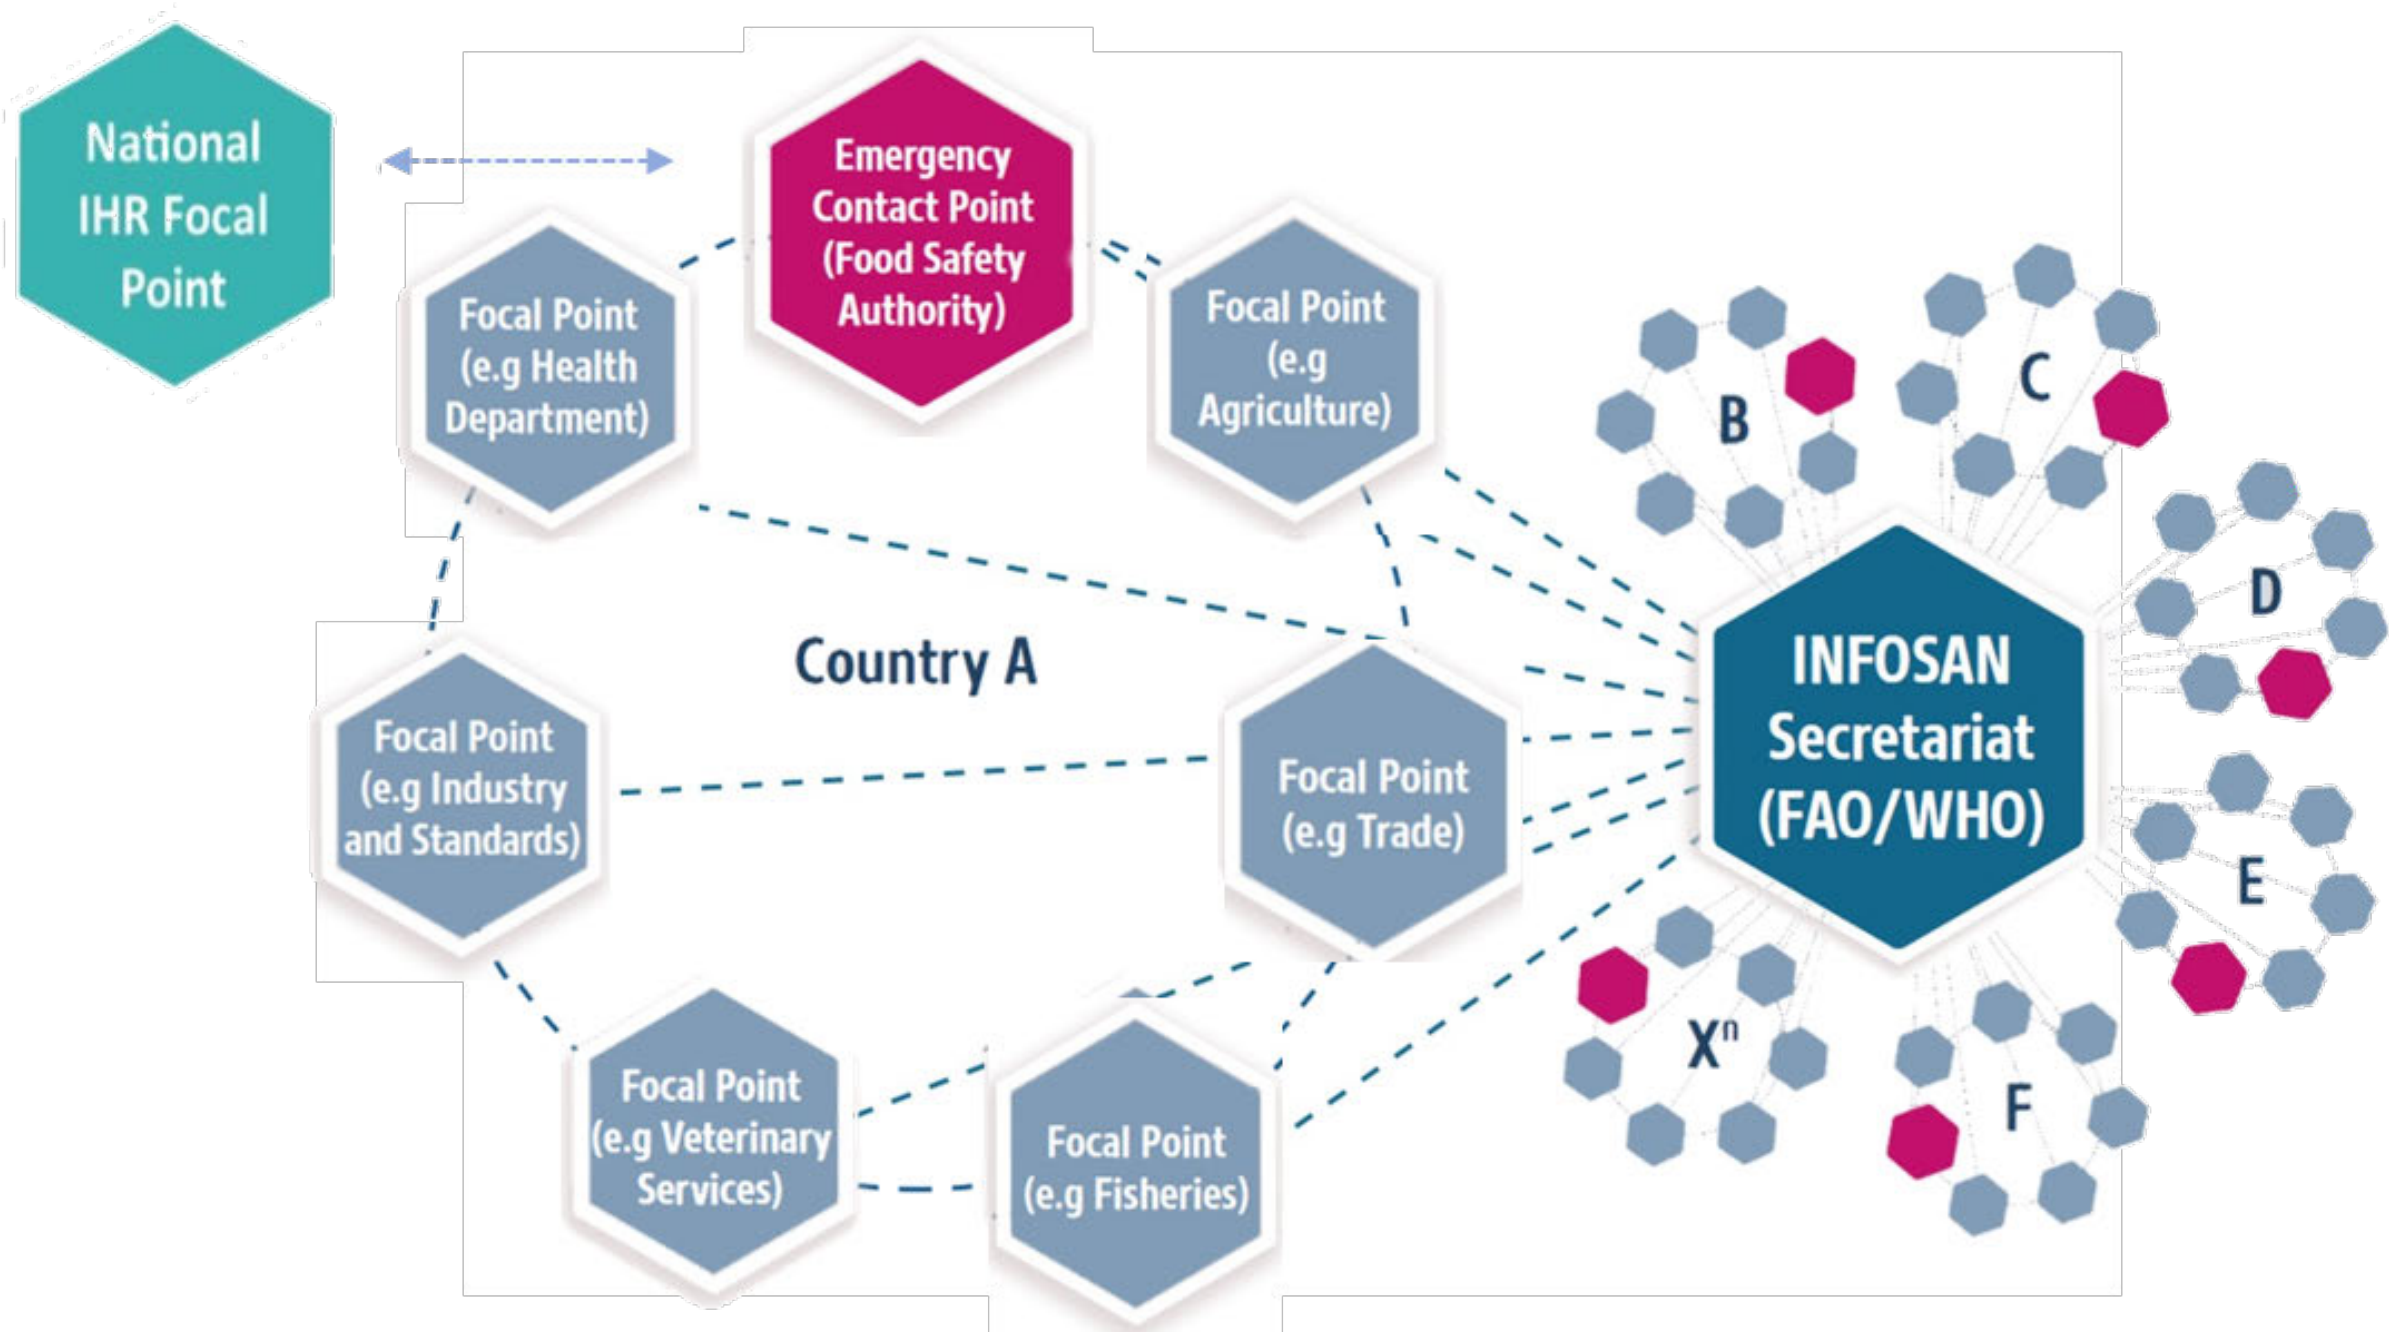 National
IHR Focal
Point
Emergency
Contact Point
(Food Safety
Authority)
Focal Point
(e.g Health
Department)
Focal Point
(e.g
Agriculture)
B
C
D
Country A
INFOSAN
Secretariat
(FAO/WHO)
Focal Point
(e.g Industry
and Standards)
Focal Point
(e.g Trade)
E
Xⁿ
F
Focal Point
(e.g Veterinary
Services)
Focal Point
(e.g Fisheries)